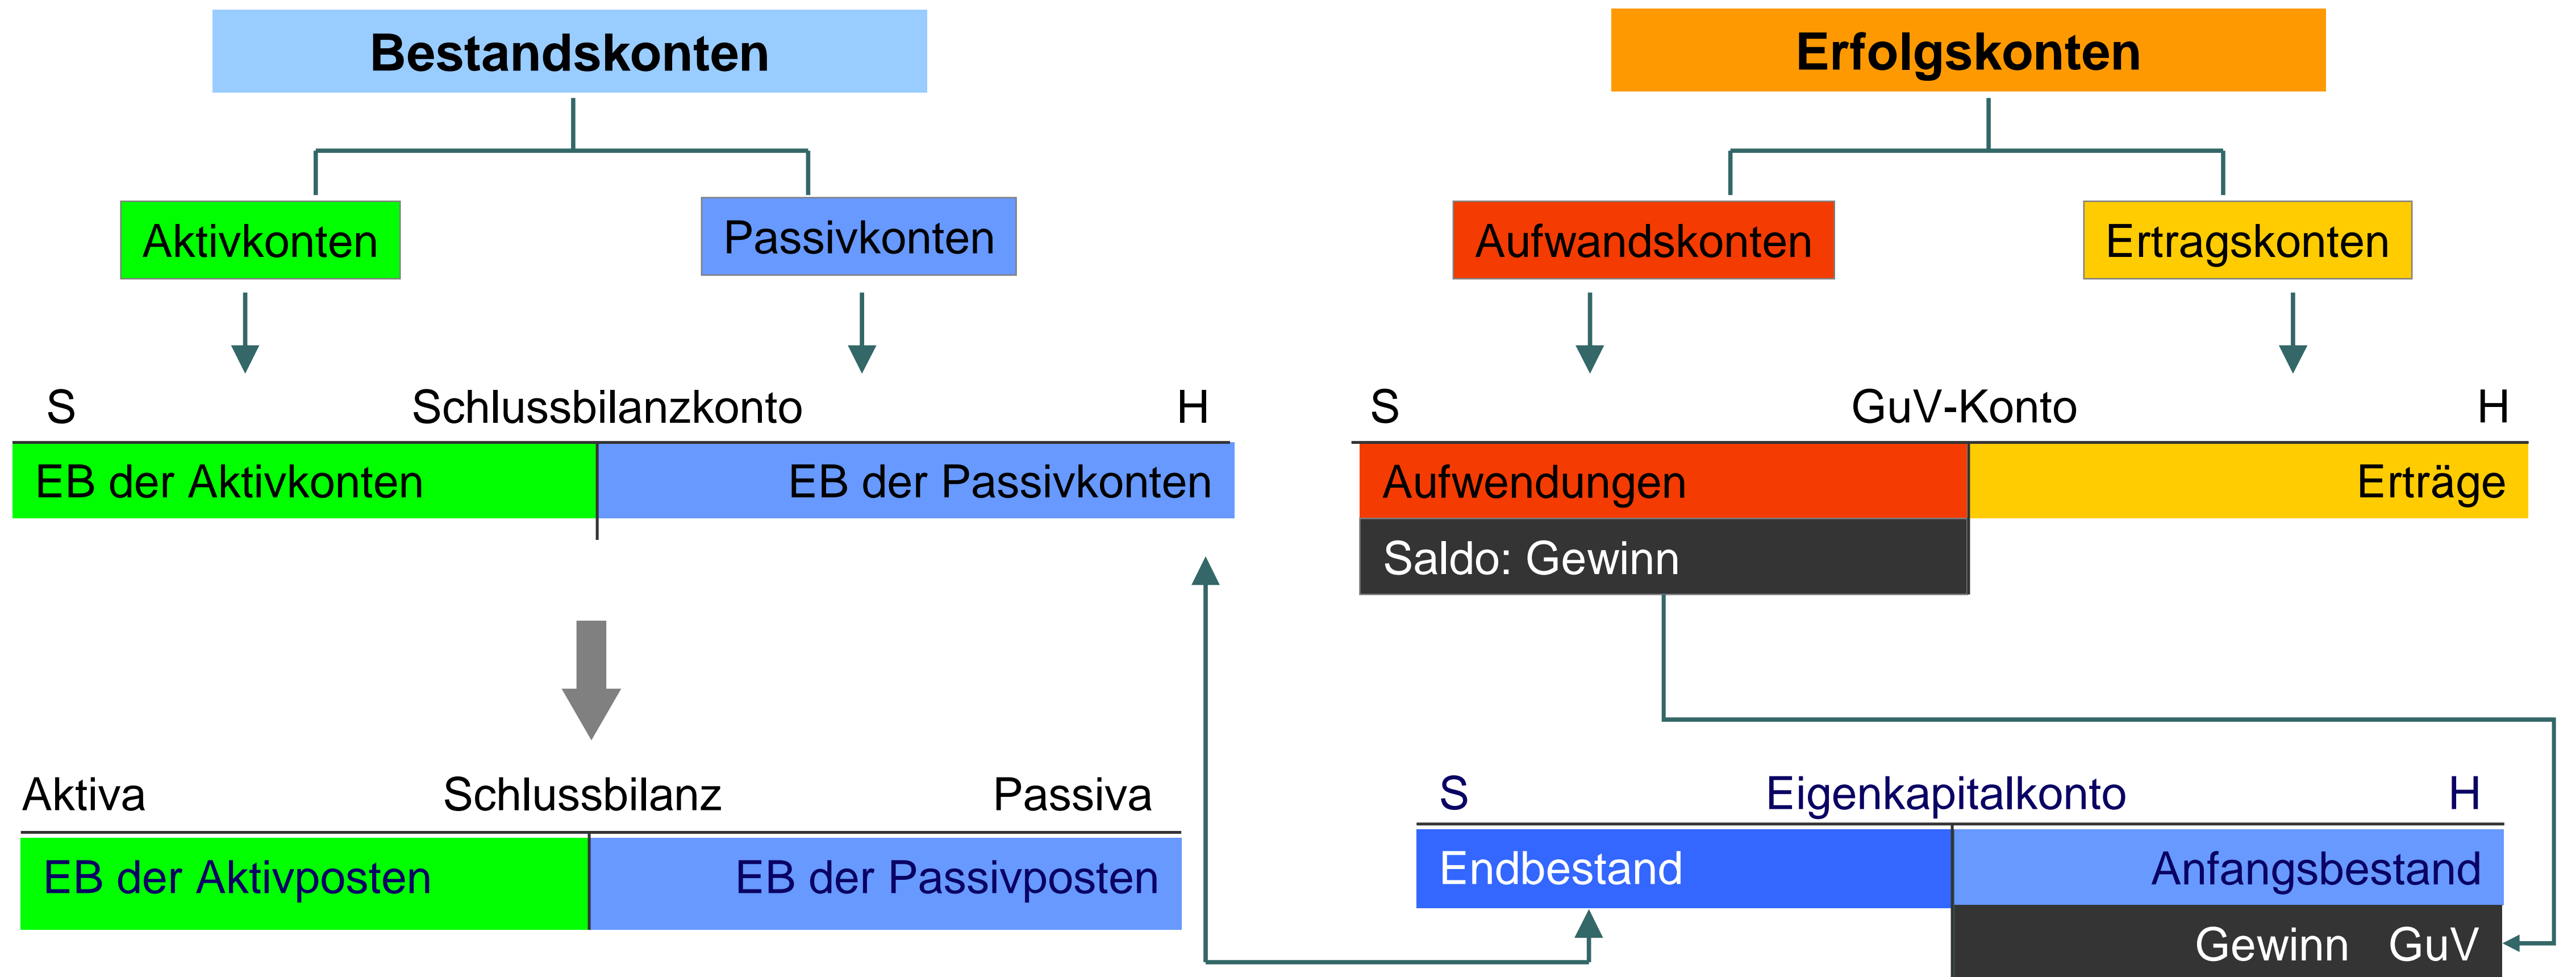 Bestandskonten
Erfolgskonten
Aktivkonten
Passivkonten
Aufwandskonten
Ertragskonten
S Schlussbilanzkonto H
EB der Aktivkonten EB der Passivkonten
S GuV-Konto H
Aufwendungen Erträge
Saldo: Gewinn
Aktiva Schlussbilanz Passiva
EB der Aktivposten EB der Passivposten
S Eigenkapitalkonto H
Endbestand Anfangsbestand
Gewinn GuV